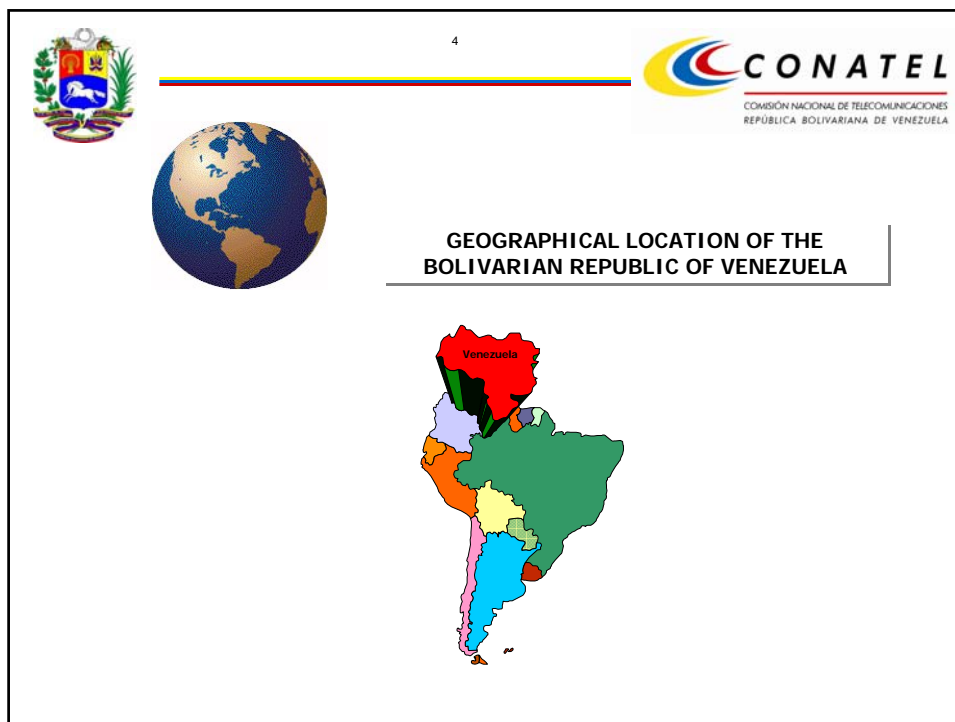 4
CONATEL
COMISIÓN NACIONAL DE TELECOMUNICACIONES
REPÚBLICA BOLIVARIANA DE VENEZUELA
GEOGRAPHICAL LOCATION OF THE
BOLIVARIAN REPUBLIC OF VENEZUELA
Venezuela